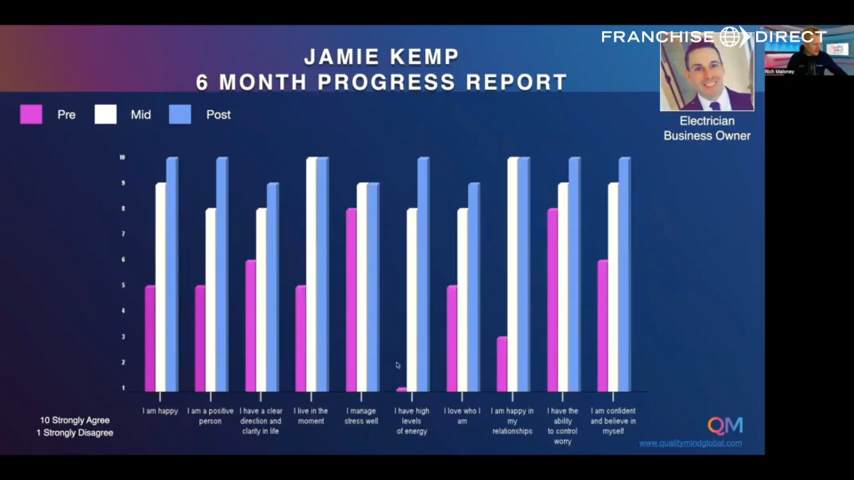 FRANCHISE DIRECT
JAMIE KEMP
6 MONTH PROGRESS REPORT
Rich Maloney
Electrician
Business Owner
Pre
Mid
Post
10
9
8
7
6
5
4
3
2
1
I am happy
I am a positive
person
I have a clear
direction and
clarity in life
I live in the
moment
I manage
stress well
I have high
levels
of energy
I love who I
am
I am happy in
my
relationships
I have the
ability
to control
worry
I am confident
and believe in
myself
10 Strongly Agree
1 Strongly Disagree
QM
www.qualitymindglobal.com